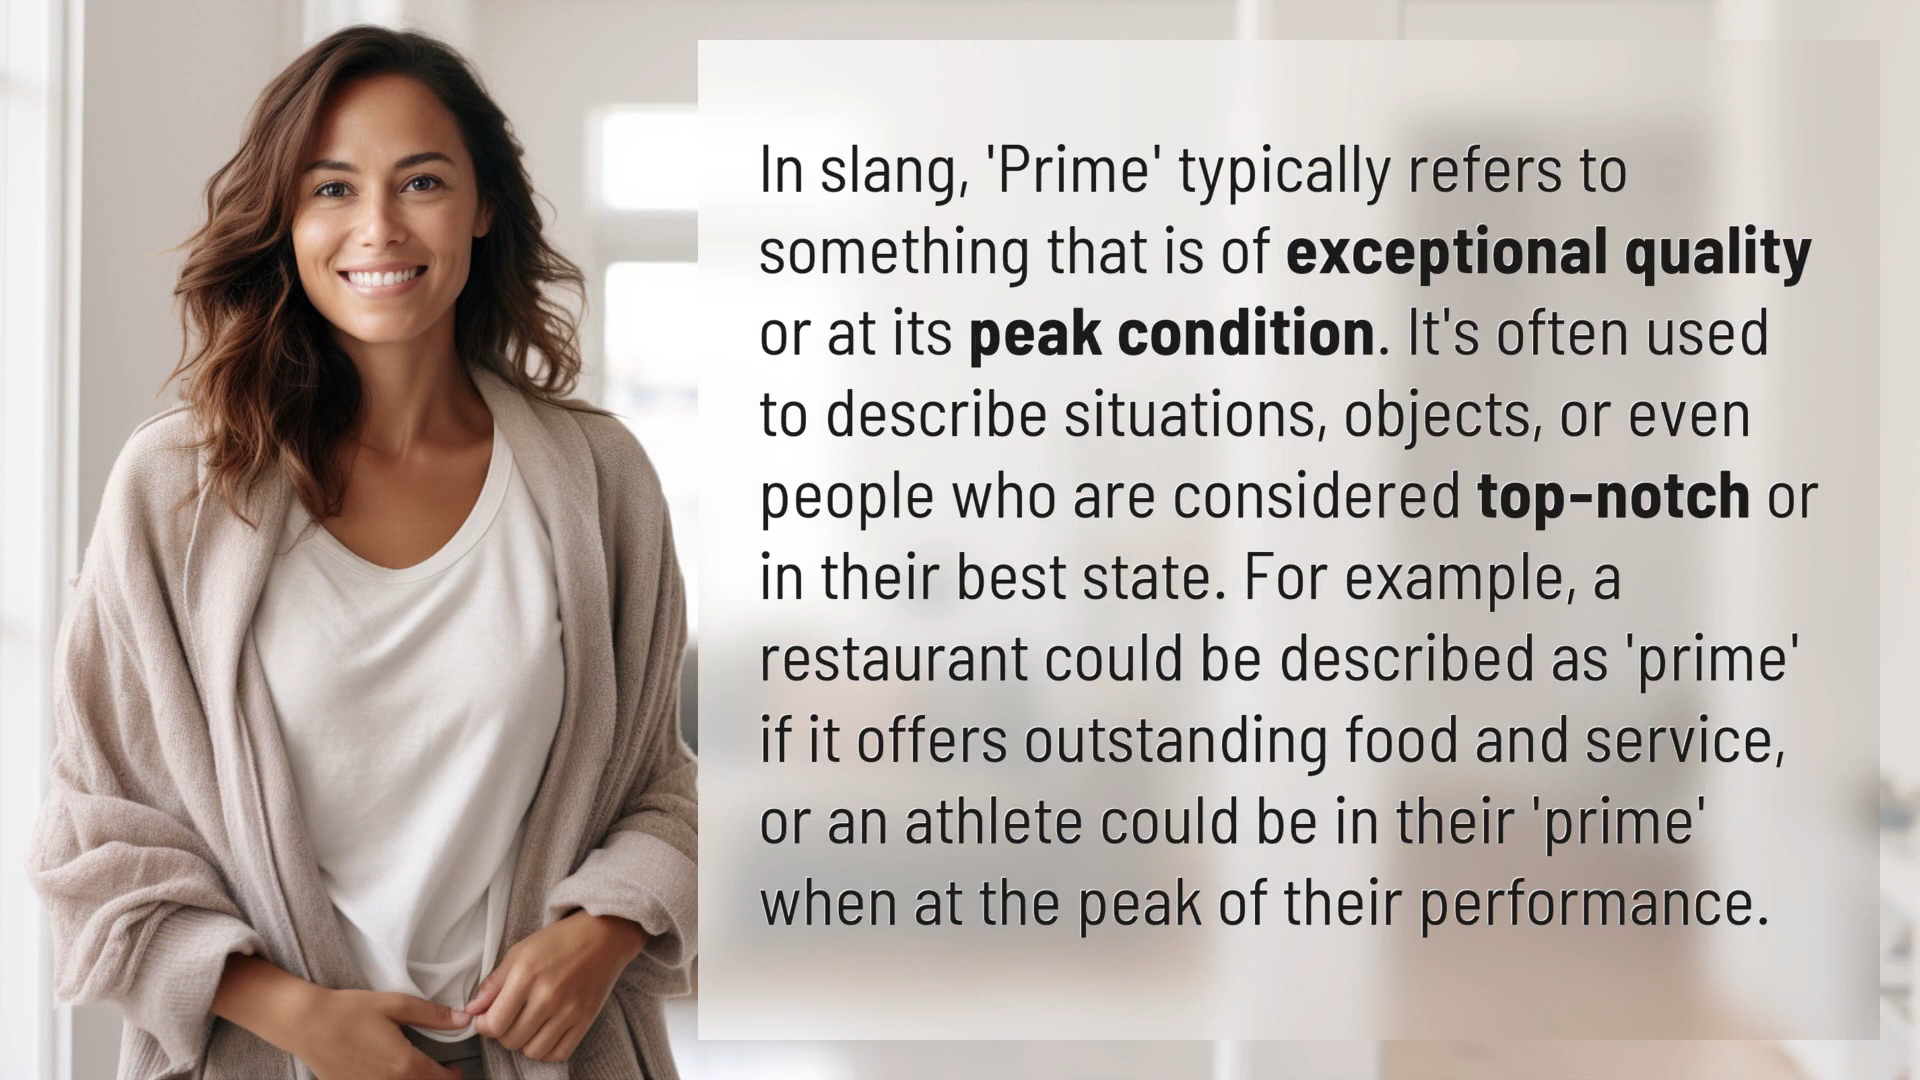 In slang, 'Prime' typically refers to
something that is of exceptional quality
or at its peak condition. It's often used
to describe situations, objects, or even
people who are considered top-notch or
in their best state. For example, a
restaurant could be described as 'prime'
if it offers outstanding food and service,
or an athlete could be in their 'prime'
when at the peak of their performance.